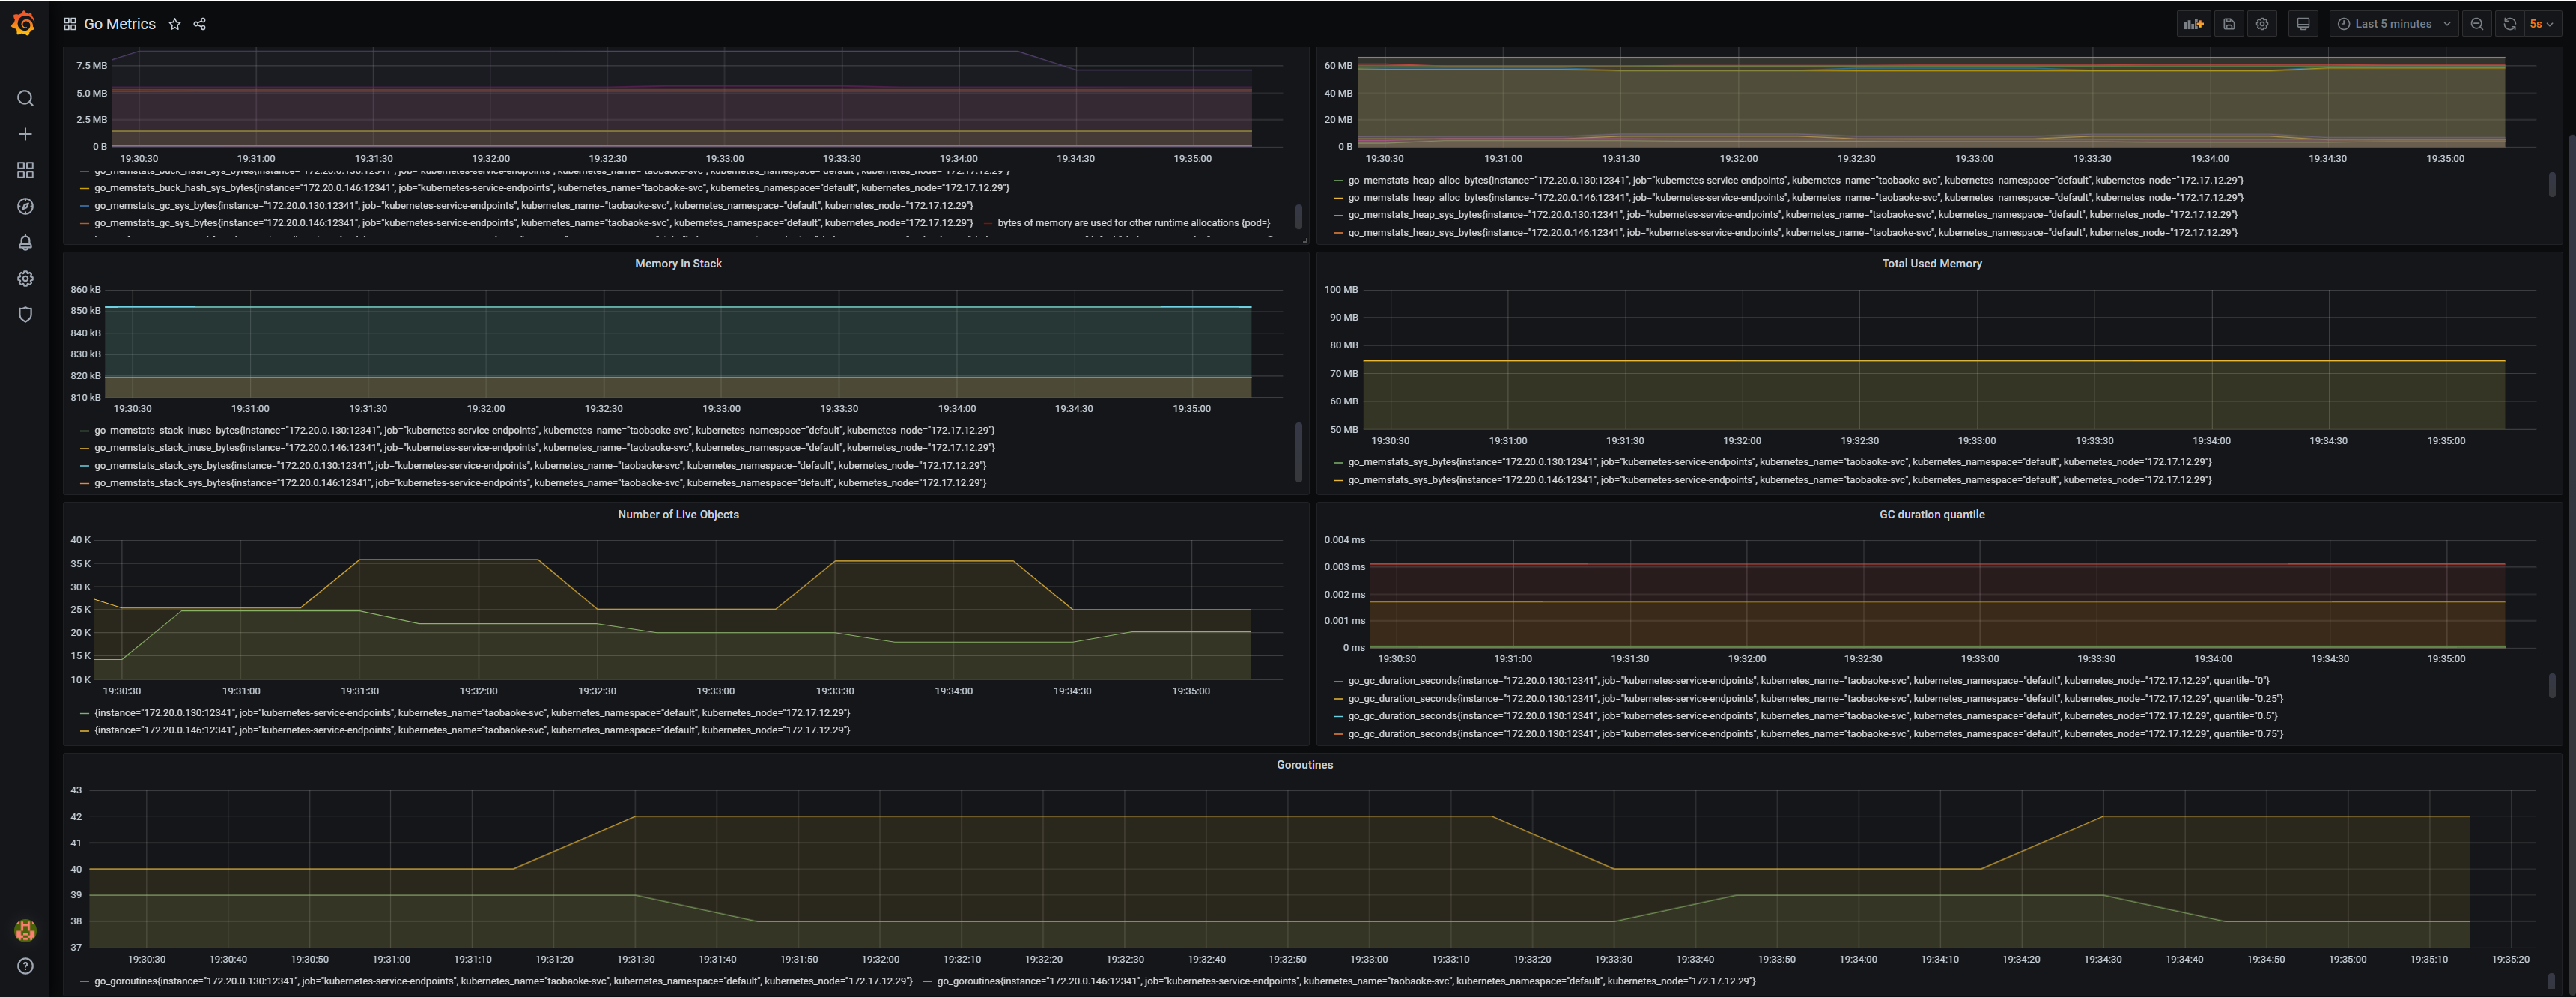 Go Metrics
Last 5 minutes
5s
7.5 MB
5.0 MB
2.5 MB
0 B
19:30:30 19:31:00 19:31:30 19:32:00 19:32:30 19:33:00 19:33:30 19:34:00 19:34:30 19:35:00
go_memstats_buck_hash_sys_bytes{instance="172.20.0.130:12341", job="kubernetes-service-endpoints", kubernetes_name="taobaoke-svc", kubernetes_namespace="default", kubernetes_node="172.17.12.29"}
go_memstats_buck_hash_sys_bytes{instance="172.20.0.146:12341", job="kubernetes-service-endpoints", kubernetes_name="taobaoke-svc", kubernetes_namespace="default", kubernetes_node="172.17.12.29"}
go_memstats_gc_sys_bytes{instance="172.20.0.130:12341", job="kubernetes-service-endpoints", kubernetes_name="taobaoke-svc", kubernetes_namespace="default", kubernetes_node="172.17.12.29"}
go_memstats_gc_sys_bytes{instance="172.20.0.146:12341", job="kubernetes-service-endpoints", kubernetes_name="taobaoke-svc", kubernetes_namespace="default", kubernetes_node="172.17.12.29"} bytes of memory are used for other runtime allocations {pod=}
60 MB
40 MB
20 MB
0 B
19:30:30 19:31:00 19:31:30 19:32:00 19:32:30 19:33:00 19:33:30 19:34:00 19:34:30 19:35:00
go_memstats_heap_alloc_bytes{instance="172.20.0.130:12341", job="kubernetes-service-endpoints", kubernetes_name="taobaoke-svc", kubernetes_namespace="default", kubernetes_node="172.17.12.29"}
go_memstats_heap_alloc_bytes{instance="172.20.0.146:12341", job="kubernetes-service-endpoints", kubernetes_name="taobaoke-svc", kubernetes_namespace="default", kubernetes_node="172.17.12.29"}
go_memstats_heap_sys_bytes{instance="172.20.0.130:12341", job="kubernetes-service-endpoints", kubernetes_name="taobaoke-svc", kubernetes_namespace="default", kubernetes_node="172.17.12.29"}
go_memstats_heap_sys_bytes{instance="172.20.0.146:12341", job="kubernetes-service-endpoints", kubernetes_name="taobaoke-svc", kubernetes_namespace="default", kubernetes_node="172.17.12.29"}
Memory in Stack
860 kB
850 kB
840 kB
830 kB
820 kB
810 kB
19:30:30 19:31:00 19:31:30 19:32:00 19:32:30 19:33:00 19:33:30 19:34:00 19:34:30 19:35:00
go_memstats_stack_inuse_bytes{instance="172.20.0.130:12341", job="kubernetes-service-endpoints", kubernetes_name="taobaoke-svc", kubernetes_namespace="default", kubernetes_node="172.17.12.29"}
go_memstats_stack_inuse_bytes{instance="172.20.0.146:12341", job="kubernetes-service-endpoints", kubernetes_name="taobaoke-svc", kubernetes_namespace="default", kubernetes_node="172.17.12.29"}
go_memstats_stack_sys_bytes{instance="172.20.0.130:12341", job="kubernetes-service-endpoints", kubernetes_name="taobaoke-svc", kubernetes_namespace="default", kubernetes_node="172.17.12.29"}
go_memstats_stack_sys_bytes{instance="172.20.0.146:12341", job="kubernetes-service-endpoints", kubernetes_name="taobaoke-svc", kubernetes_namespace="default", kubernetes_node="172.17.12.29"}
Total Used Memory
100 MB
90 MB
80 MB
70 MB
60 MB
50 MB
19:30:30 19:31:00 19:31:30 19:32:00 19:32:30 19:33:00 19:33:30 19:34:00 19:34:30 19:35:00
go_memstats_sys_bytes{instance="172.20.0.130:12341", job="kubernetes-service-endpoints", kubernetes_name="taobaoke-svc", kubernetes_namespace="default", kubernetes_node="172.17.12.29"}
go_memstats_sys_bytes{instance="172.20.0.146:12341", job="kubernetes-service-endpoints", kubernetes_name="taobaoke-svc", kubernetes_namespace="default", kubernetes_node="172.17.12.29"}
Number of Live Objects
40 K
35 K
30 K
25 K
20 K
15 K
10 K
19:30:30 19:31:00 19:31:30 19:32:00 19:32:30 19:33:00 19:33:30 19:34:00 19:34:30 19:35:00
{instance="172.20.0.130:12341", job="kubernetes-service-endpoints", kubernetes_name="taobaoke-svc", kubernetes_namespace="default", kubernetes_node="172.17.12.29"}
{instance="172.20.0.146:12341", job="kubernetes-service-endpoints", kubernetes_name="taobaoke-svc", kubernetes_namespace="default", kubernetes_node="172.17.12.29"}
GC duration quantile
0.004 ms
0.003 ms
0.002 ms
0.001 ms
0 ms
19:30:30 19:31:00 19:31:30 19:32:00 19:32:30 19:33:00 19:33:30 19:34:00 19:34:30 19:35:00
go_gc_duration_seconds{instance="172.20.0.130:12341", job="kubernetes-service-endpoints", kubernetes_name="taobaoke-svc", kubernetes_namespace="default", kubernetes_node="172.17.12.29", quantile="0"}
go_gc_duration_seconds{instance="172.20.0.130:12341", job="kubernetes-service-endpoints", kubernetes_name="taobaoke-svc", kubernetes_namespace="default", kubernetes_node="172.17.12.29", quantile="0.25"}
go_gc_duration_seconds{instance="172.20.0.130:12341", job="kubernetes-service-endpoints", kubernetes_name="taobaoke-svc", kubernetes_namespace="default", kubernetes_node="172.17.12.29", quantile="0.5"}
go_gc_duration_seconds{instance="172.20.0.130:12341", job="kubernetes-service-endpoints", kubernetes_name="taobaoke-svc", kubernetes_namespace="default", kubernetes_node="172.17.12.29", quantile="0.75"}
Goroutines
43
42
41
40
39
38
37
19:30:30 19:30:40 19:30:50 19:31:00 19:31:10 19:31:20 19:31:30 19:31:40 19:31:50 19:32:00 19:32:10 19:32:20 19:32:30 19:32:40 19:32:50 19:33:00 19:33:10 19:33:20 19:33:30 19:33:40 19:33:50 19:34:00 19:34:10 19:34:20 19:34:30 19:34:40 19:34:50 19:35:00 19:35:10 19:35:20
go_goroutines{instance="172.20.0.130:12341", job="kubernetes-service-endpoints", kubernetes_name="taobaoke-svc", kubernetes_namespace="default", kubernetes_node="172.17.12.29"} go_goroutines{instance="172.20.0.146:12341", job="kubernetes-service-endpoints", kubernetes_name="taobaoke-svc", kubernetes_namespace="default", kubernetes_node="172.17.12.29"}